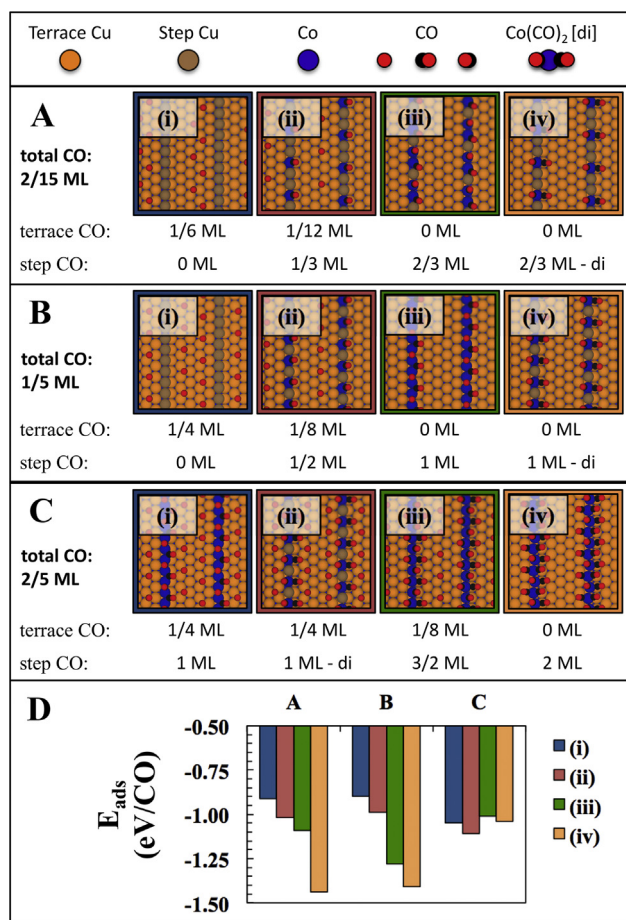 Terrace Cu Step Cu Co CO Co(CO)₂ [di]
A
(i) (ii) (iii) (iv)
total CO:
2/15 ML
terrace CO: 1/6 ML 1/12 ML 0 ML 0 ML
step CO: 0 ML 1/3 ML 2/3 ML 2/3 ML - di
B
(i) (ii) (iii) (iv)
total CO:
1/5 ML
terrace CO: 1/4 ML 1/8 ML 0 ML 0 ML
step CO: 0 ML 1/2 ML 1 ML 1 ML - di
C
(i) (ii) (iii) (iv)
total CO:
2/5 ML
terrace CO: 1/4 ML 1/4 ML 1/8 ML 0 ML
step CO: 1 ML 1 ML - di 3/2 ML 2 ML
D
A B C
-0.50
-0.75
-1.00
-1.25
-1.50
E_ads
(eV/CO)
(i)
(ii)
(iii)
(iv)